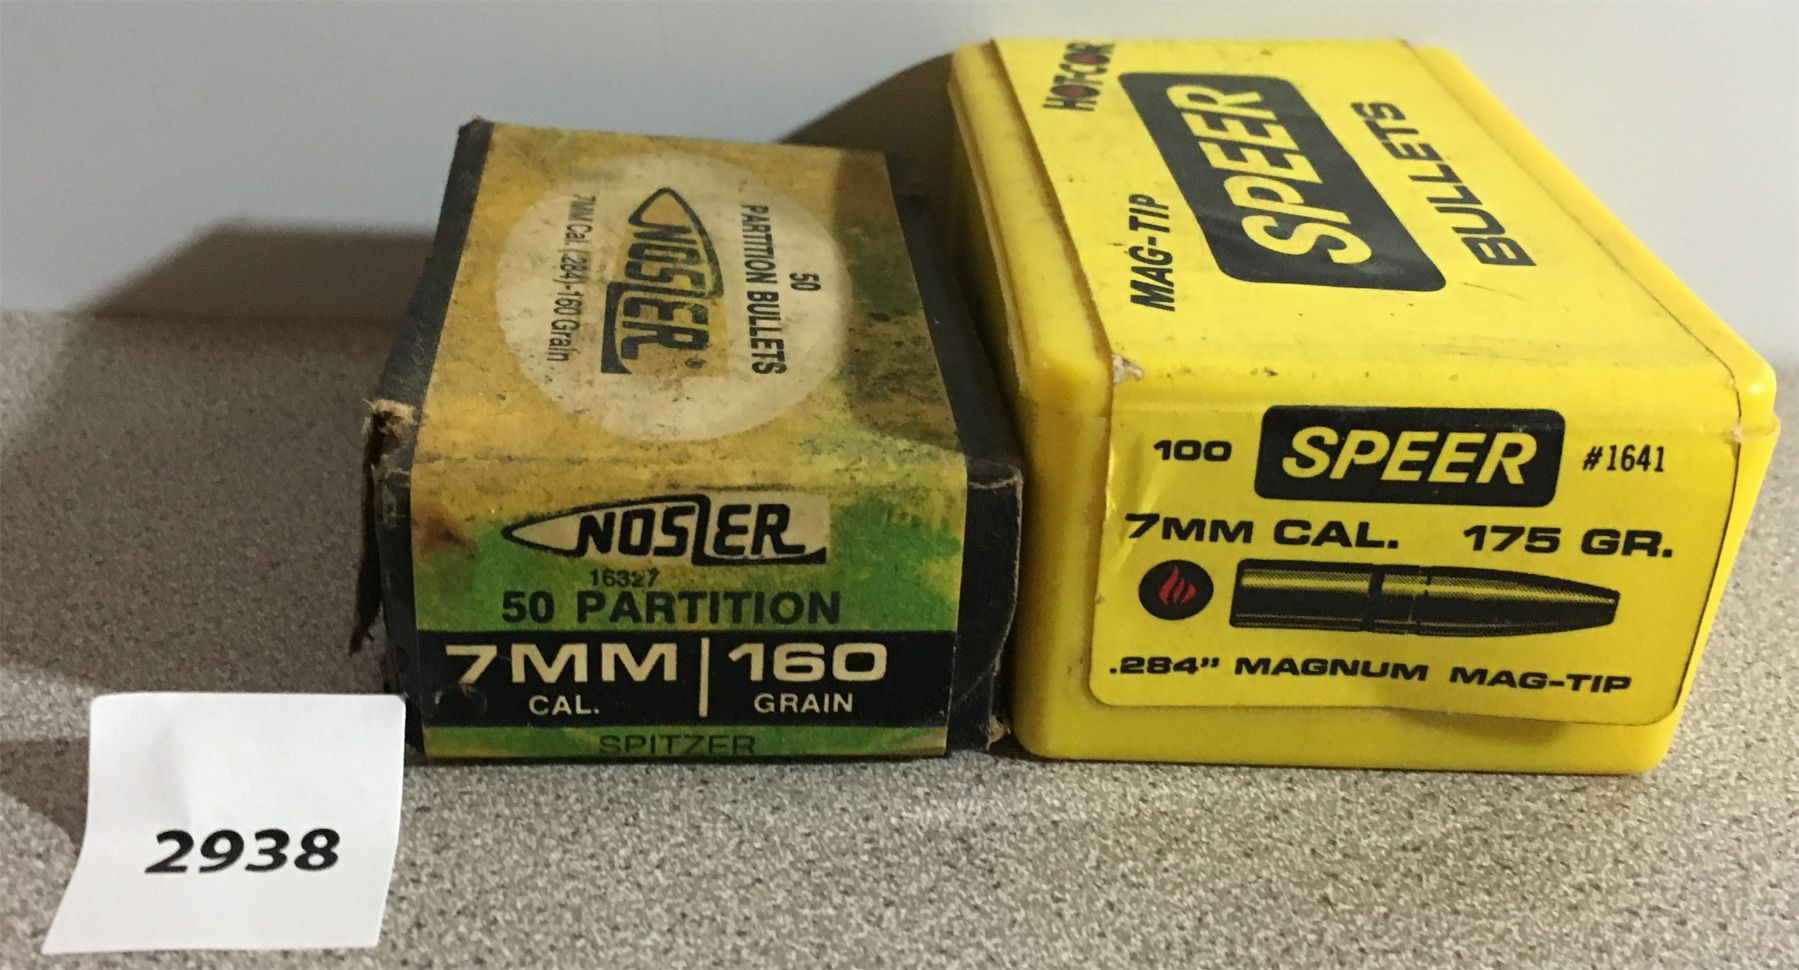 50
PARTITION BULLETS
NOSLER®
7MM Cal. (.284)-160 Grain
NOSLER
16327
50 PARTITION
7MM | 160
CAL. GRAIN
SPITZER
HOT-COR
SPEER
MAG-TIP
BULLETS
100 SPEER #1641
7MM CAL. 175 GR.
.284" MAGNUM MAG-TIP
2938